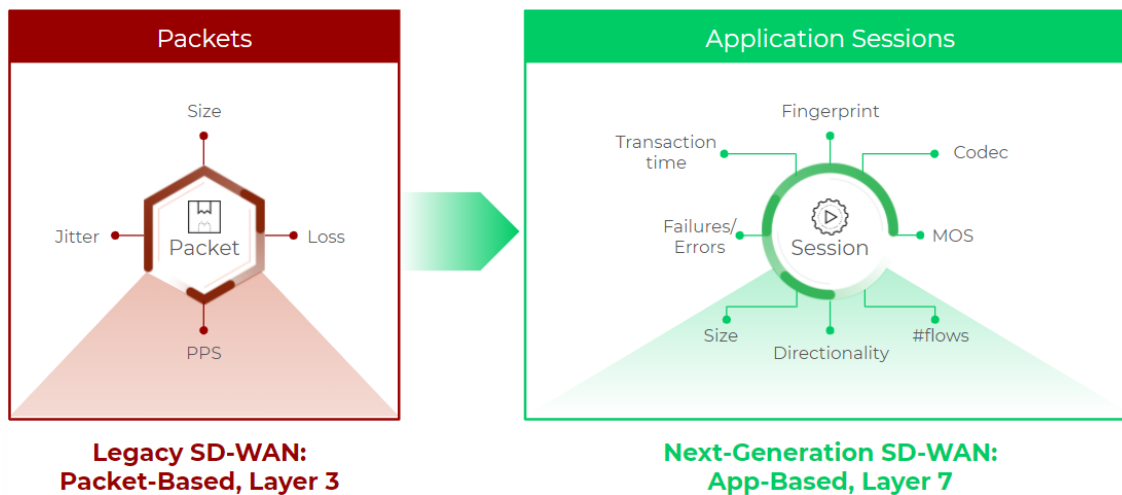 Packets
Size
Jitter
Packet
Loss
PPS
Legacy SD-WAN:
Packet-Based, Layer 3
Application Sessions
Fingerprint
Transaction
time
Codec
Failures/
Errors
Session
MOS
Size
Directionality
#flows
Next-Generation SD-WAN:
App-Based, Layer 7